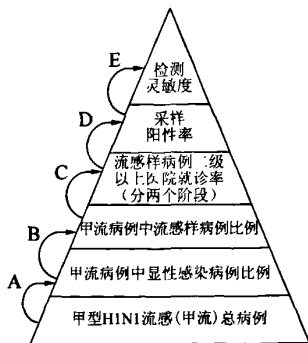 E
检测
灵敏度
D
采样
阳性率
C
流感样病例二级
以上医院就诊率
(分两个阶段)
B
甲流病例中流感样病例比例
A
甲流病例中显性感染病例比例
甲型H1N1流感(甲流)总病例